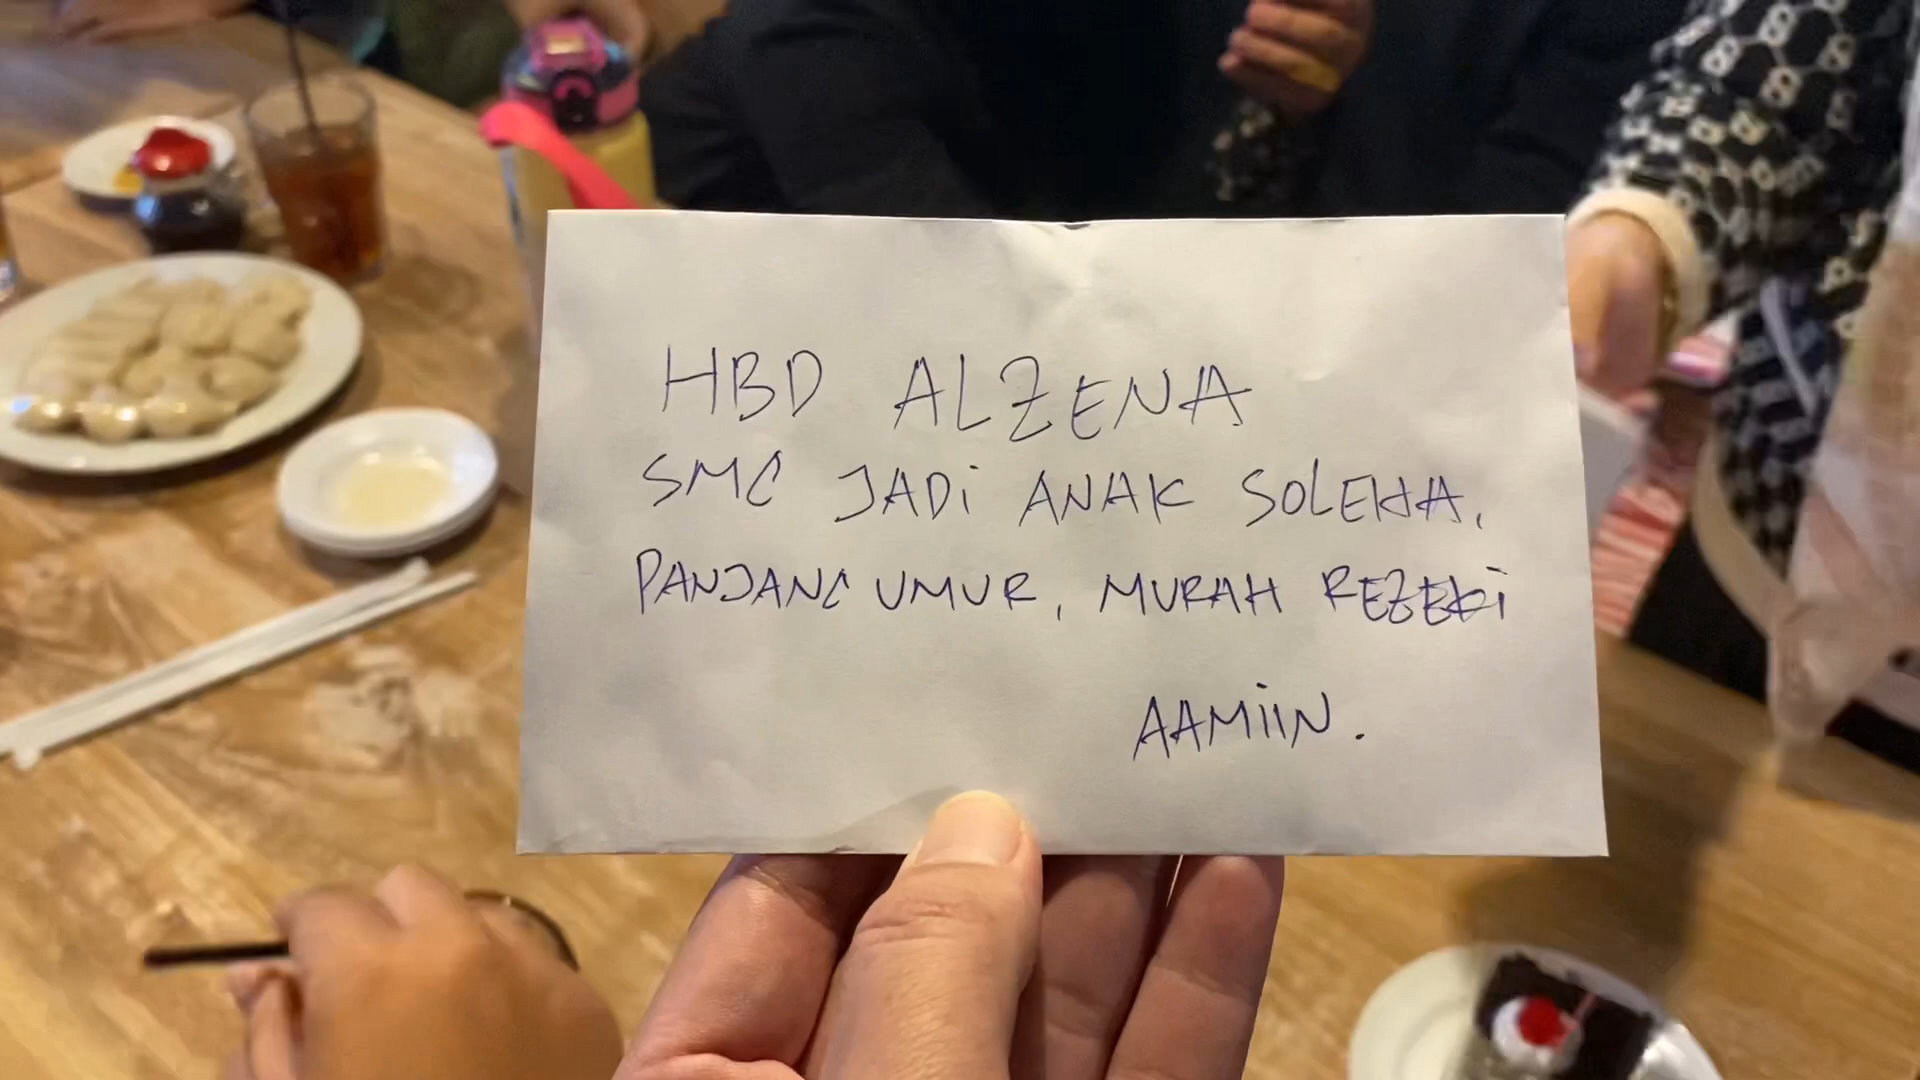 HBD ALZENA
SMG JADi ANAK SOLEHA,
PANJANG UMUR, MURAH REZEKi
AAMiiN.